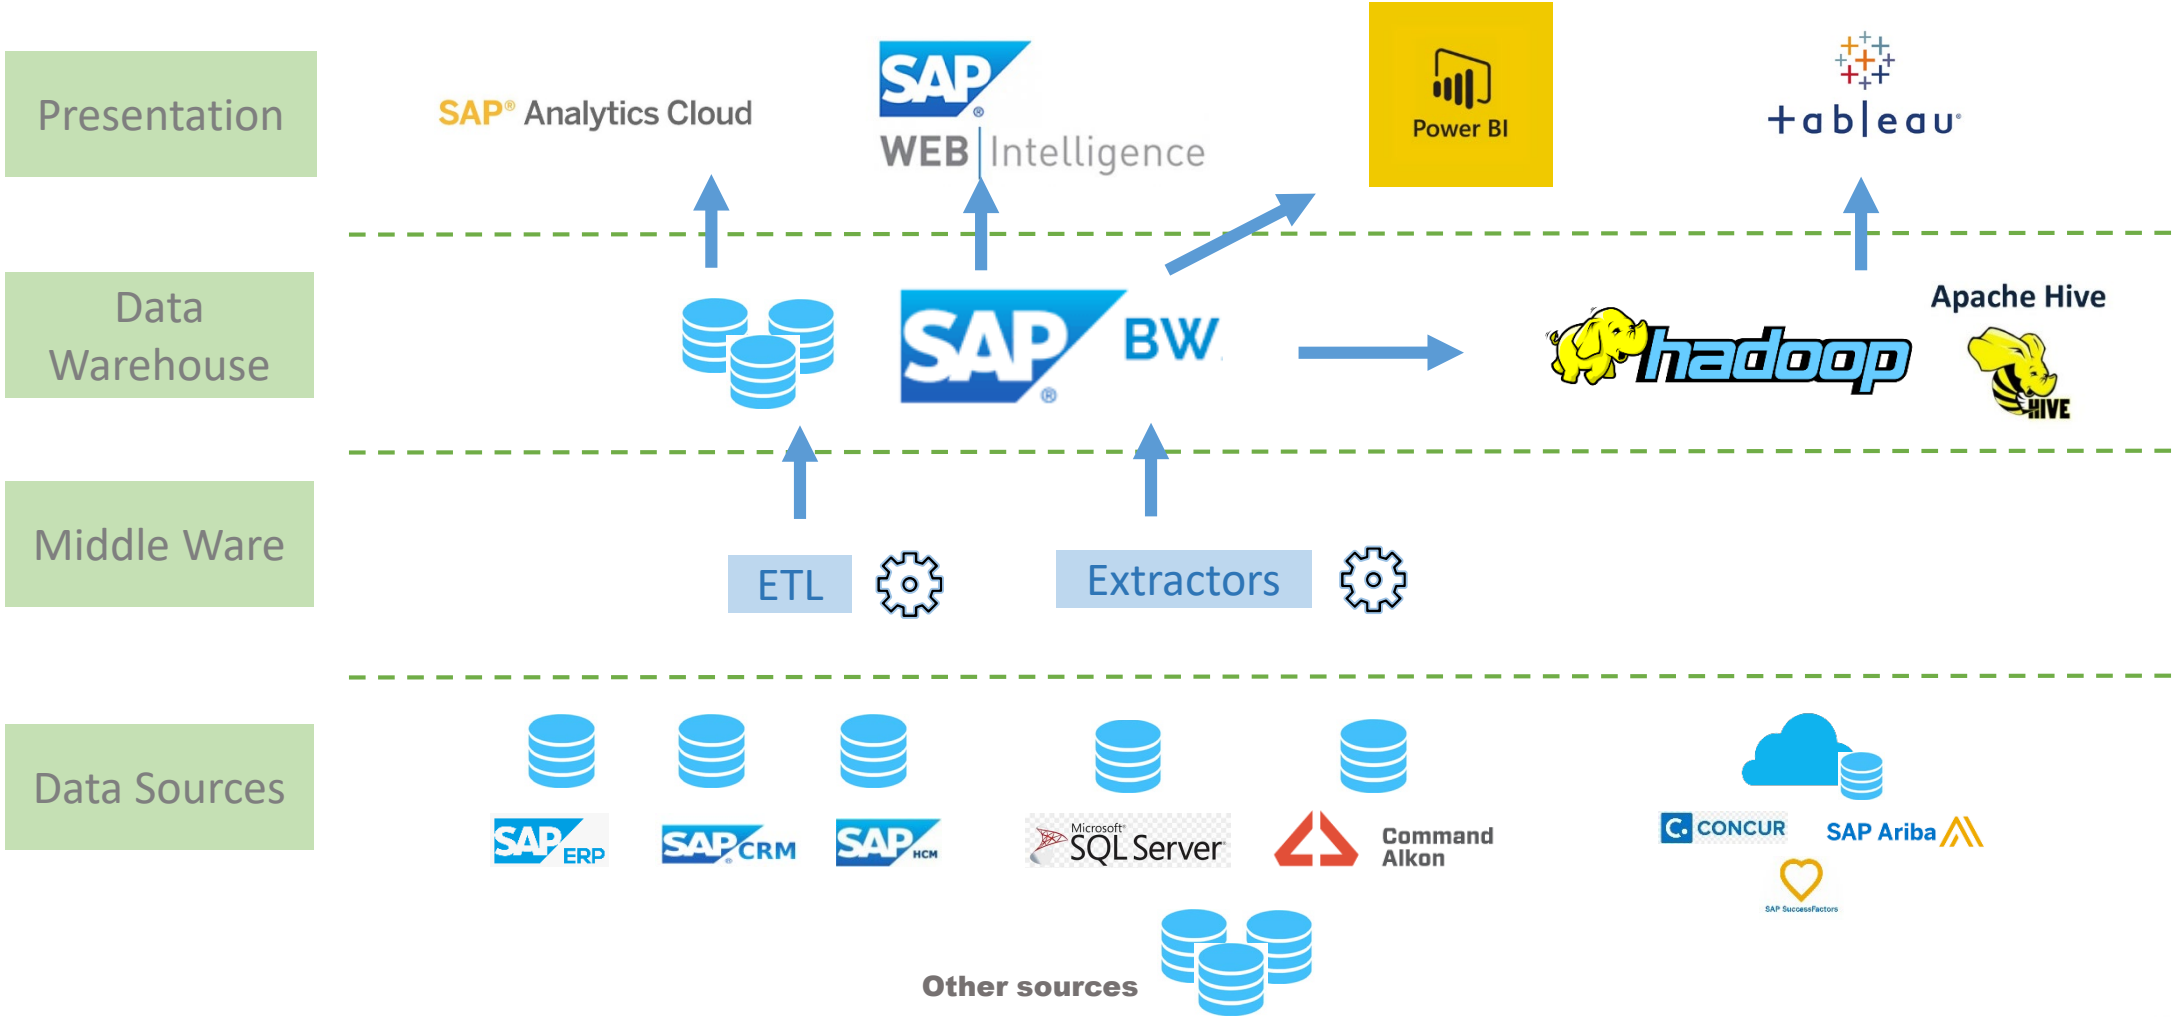 Presentation
SAP® Analytics Cloud
SAP®
WEB Intelligence
Power BI
+ableau®
Data
Warehouse
SAP® BW
hadoop
Apache Hive
HIVE
Middle Ware
ETL
Extractors
Data Sources
SAP ERP
SAP® CRM
SAP HCM
Microsoft®
SQL Server
Command
Alkon
C. CONCUR
SAP Ariba
SAP SuccessFactors
Other sources